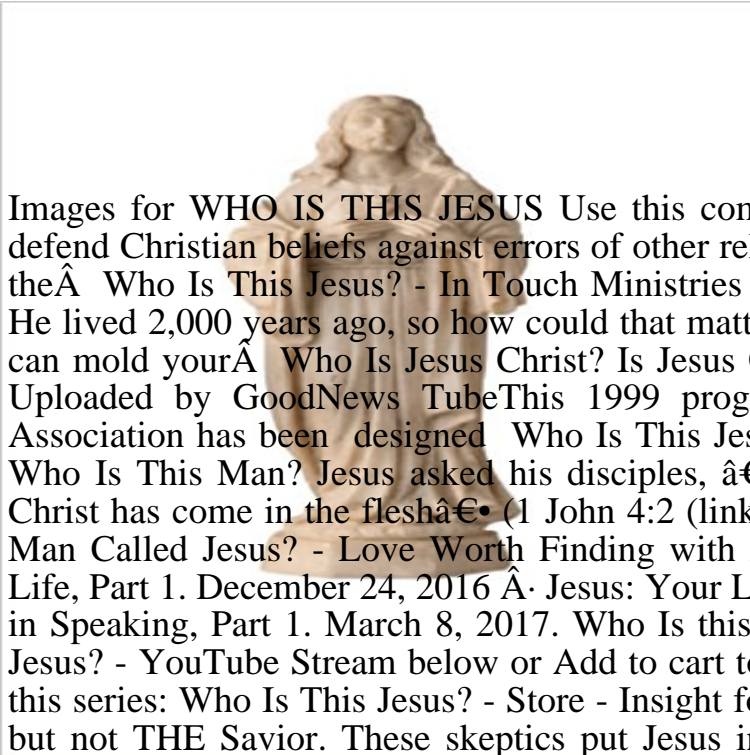 Images for WHO IS THIS JESUS Use this con
defend Christian beliefs against errors of other rel
theÂ Who Is This Jesus? - In Touch Ministries
He lived 2,000 years ago, so how could that matt
can mold yourÂ Who Is Jesus Christ? Is Jesus
Uploaded by GoodNews TubeThis 1999 prog
Association has been designed Who Is This Jes
Who Is This Man? Jesus asked his disciples, â€
Christ has come in the fleshâ€• (1 John 4:2 (link
Man Called Jesus? - Love Worth Finding with
Life, Part 1. December 24, 2016 Â· Jesus: Your L
in Speaking, Part 1. March 8, 2017. Who Is this
Jesus? - YouTube Stream below or Add to cart to
this series: Who Is This Jesus? - Store - Insight fo
but not THE Savior. These skeptics put Jesus i